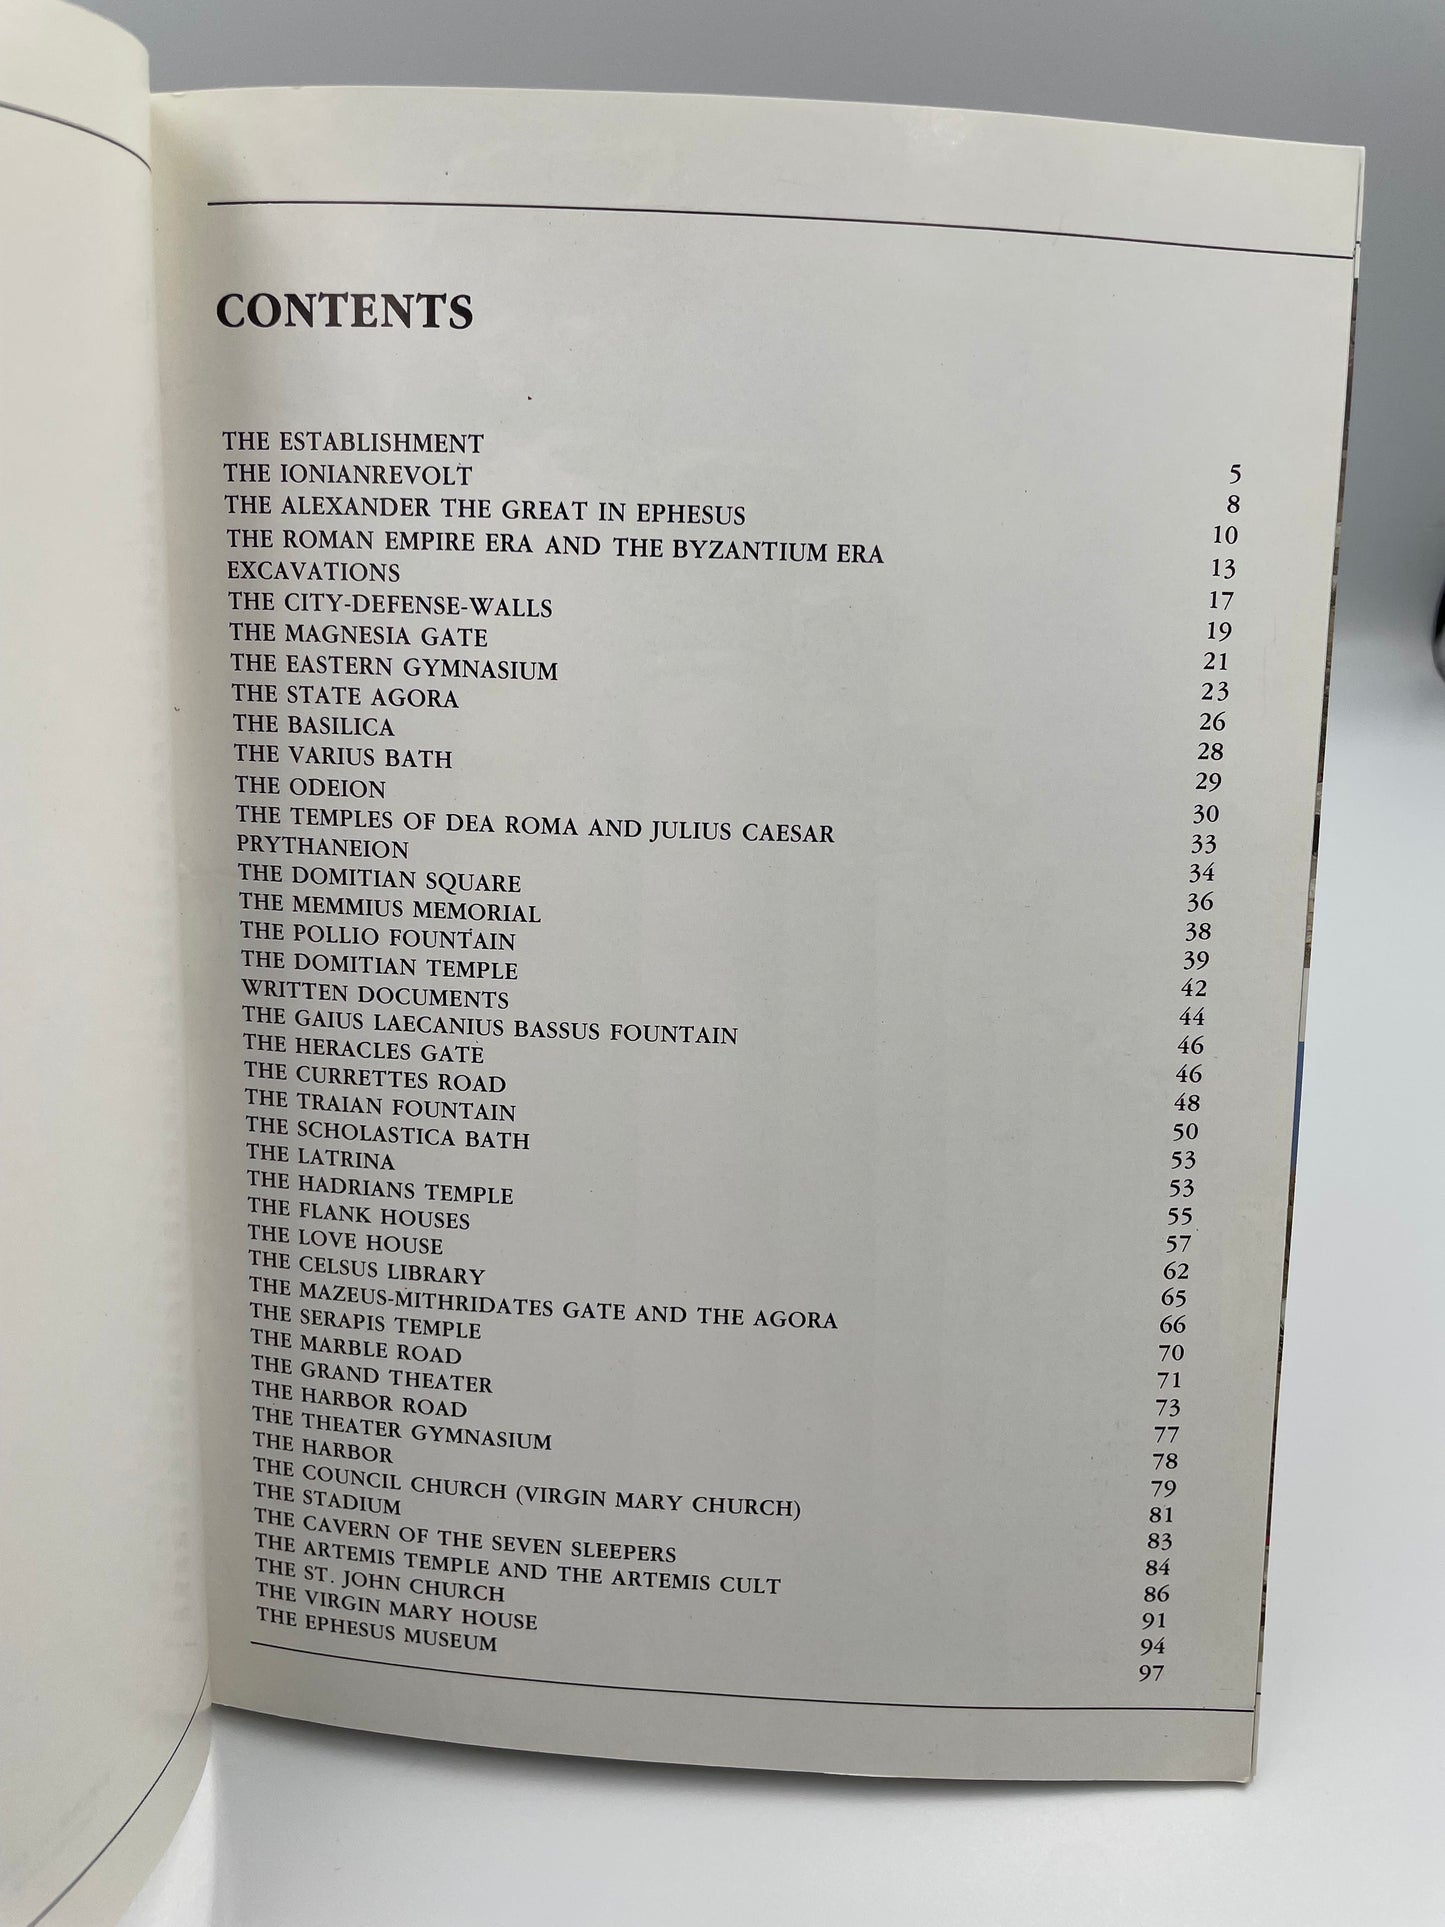 CONTENTS
THE ESTABLISHMENT 5
THE IONIANREVOLT 8
THE ALEXANDER THE GREAT IN EPHESUS 10
THE ROMAN EMPIRE ERA AND THE BYZANTIUM ERA 13
EXCAVATIONS 17
THE CITY-DEFENSE-WALLS 19
THE MAGNESIA GATE 21
THE EASTERN GYMNASIUM 23
THE STATE AGORA 26
THE BASILICA 28
THE VARIUS BATH 29
THE ODEION 30
THE TEMPLES OF DEA ROMA AND JULIUS CAESAR 33
PRYTHANEION 34
THE DOMITIAN SQUARE 36
THE MEMMIUS MEMORIAL 38
THE POLLIO FOUNTAIN 39
THE DOMITIAN TEMPLE 42
WRITTEN DOCUMENTS 44
THE GAIUS LAECANIUS BASSUS FOUNTAIN 46
THE HERACLES GATE 46
THE CURRETTES ROAD 48
THE TRAIAN FOUNTAIN 50
THE SCHOLASTICA BATH 53
THE LATRINA 53
THE HADRIANS TEMPLE 55
THE FLANK HOUSES 57
THE LOVE HOUSE 62
THE CELSUS LIBRARY 65
THE MAZEUS-MITHRIDATES GATE AND THE AGORA 66
THE SERAPIS TEMPLE 70
THE MARBLE ROAD 71
THE GRAND THEATER 73
THE HARBOR ROAD 77
THE THEATER GYMNASIUM 78
THE HARBOR 79
THE COUNCIL CHURCH (VIRGIN MARY CHURCH) 81
THE STADIUM 83
THE CAVERN OF THE SEVEN SLEEPERS 84
THE ARTEMIS TEMPLE AND THE ARTEMIS CULT 86
THE ST. JOHN CHURCH 91
THE VIRGIN MARY HOUSE 94
THE EPHESUS MUSEUM 97